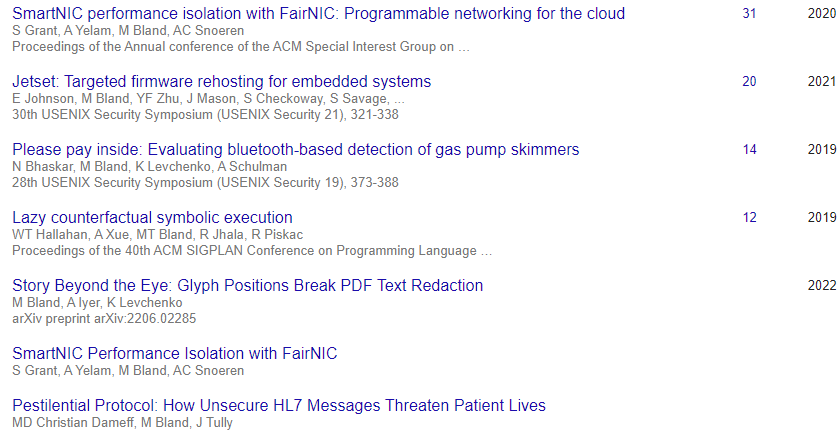 SmartNIC performance isolation with FairNIC: Programmable networking for the cloud 31 2020
S Grant, A Yelam, M Bland, AC Snoeren
Proceedings of the Annual conference of the ACM Special Interest Group on …
Jetset: Targeted firmware rehosting for embedded systems 20 2021
E Johnson, M Bland, YF Zhu, J Mason, S Checkoway, S Savage, ...
30th USENIX Security Symposium (USENIX Security 21), 321-338
Please pay inside: Evaluating bluetooth-based detection of gas pump skimmers 14 2019
N Bhaskar, M Bland, K Levchenko, A Schulman
28th USENIX Security Symposium (USENIX Security 19), 373-388
Lazy counterfactual symbolic execution 12 2019
WT Hallahan, A Xue, MT Bland, R Jhala, R Piskac
Proceedings of the 40th ACM SIGPLAN Conference on Programming Language …
Story Beyond the Eye: Glyph Positions Break PDF Text Redaction 2022
M Bland, A Iyer, K Levchenko
arXiv preprint arXiv:2206.02285
SmartNIC Performance Isolation with FairNIC
S Grant, A Yelam, M Bland, AC Snoeren
Pestilential Protocol: How Unsecure HL7 Messages Threaten Patient Lives
MD Christian Dameff, M Bland, J Tully